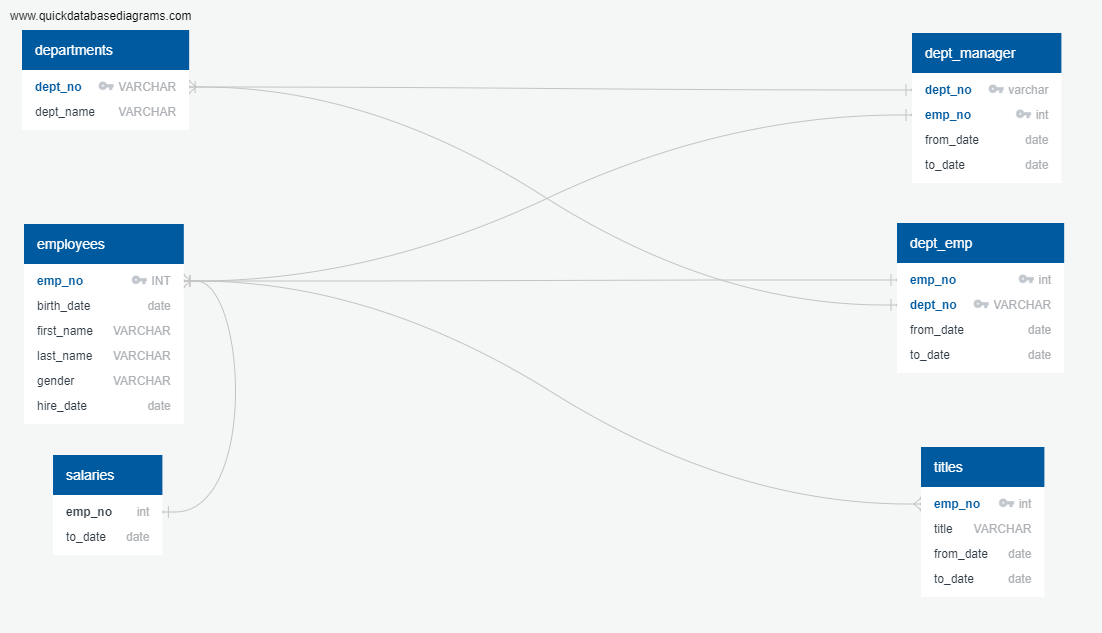 www.quickdatabasediagrams.com
departments
dept_no VARCHAR
dept_name VARCHAR
employees
emp_no INT
birth_date date
first_name VARCHAR
last_name VARCHAR
gender VARCHAR
hire_date date
salaries
emp_no int
to_date date
dept_manager
dept_no varchar
emp_no int
from_date date
to_date date
dept_emp
emp_no int
dept_no VARCHAR
from_date date
to_date date
titles
emp_no int
title VARCHAR
from_date date
to_date date